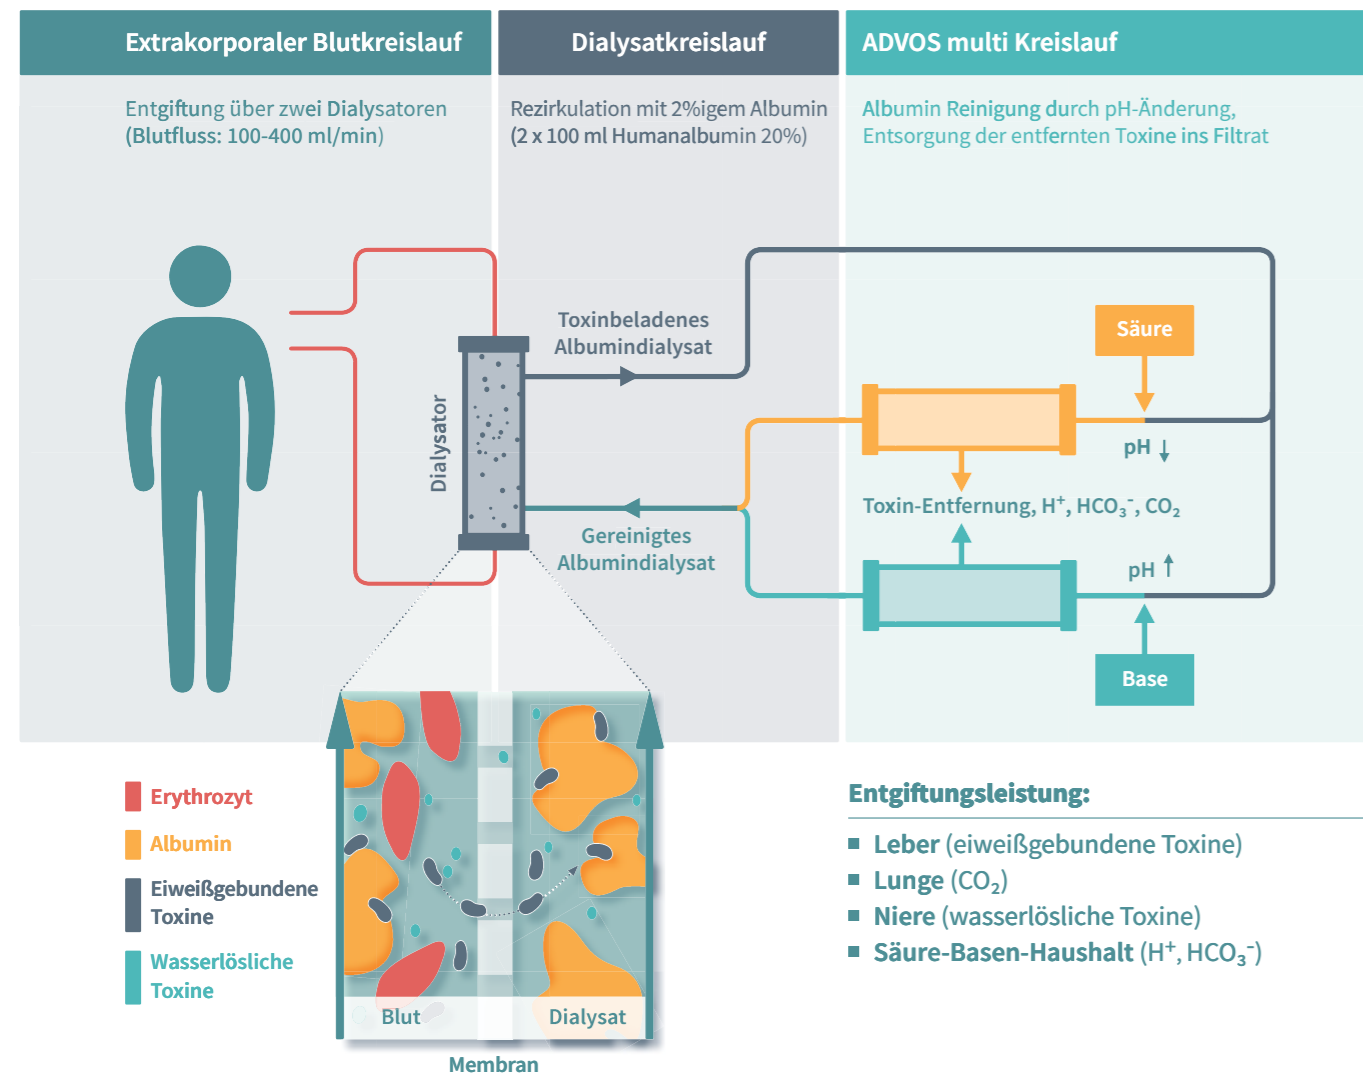 Extrakorporaler Blutkreislauf
Dialysatkreislauf
ADVOS multi Kreislauf
Entgiftung über zwei Dialysatoren
(Blutfluss: 100-400 ml/min)
Rezirkulation mit 2%igem Albumin
(2 x 100 ml Humanalbumin 20%)
Albumin Reinigung durch pH-Änderung,
Entsorgung der entfernten Toxine ins Filtrat
Toxinbeladenes
Albumindialysat
Säure
Dialysator
pH ↓
Toxin-Entfernung, H⁺, HCO₃⁻, CO₂
Gereinigtes
Albumindialysat
pH ↑
Base
Erythrozyt
Albumin
Eiweißgebundene
Toxine
Wasserlösliche
Toxine
Blut
Dialysat
Membran
Entgiftungsleistung:
▪ Leber (eiweißgebundene Toxine)
▪ Lunge (CO₂)
▪ Niere (wasserlösliche Toxine)
▪ Säure-Basen-Haushalt (H⁺, HCO₃⁻)